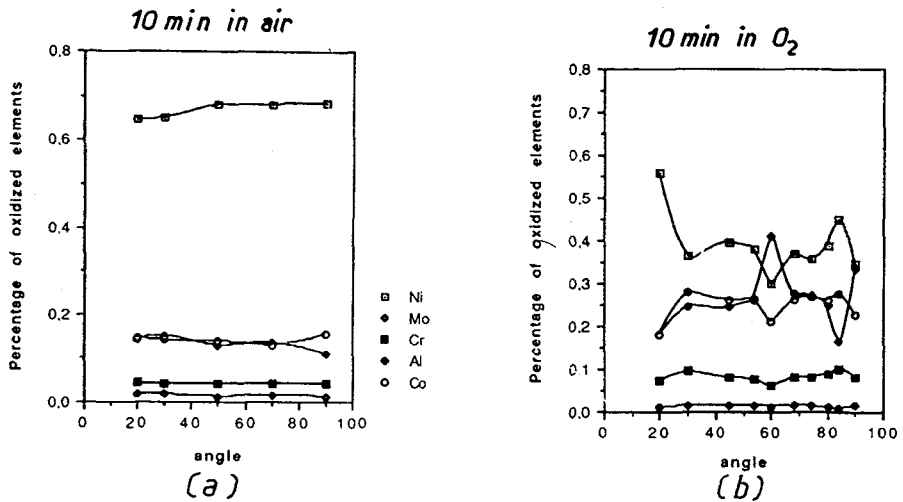 10 min in air
Percentage of oxidized elements
0,8
0,6
0,4
0,2
0,0
0 20 40 60 80 100
angle
(a)
Ni
Mo
Cr
Al
Co
10 min in O₂
Percentage of oxidized elements
0.8
0.7
0.6
0.5
0.4
0.3
0.2
0.1
0.0
0 20 40 60 80 100
angle
(b)